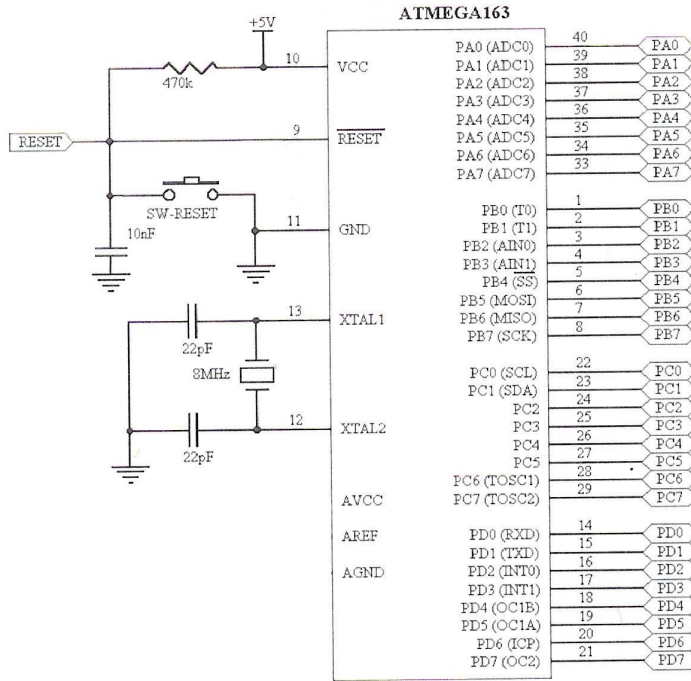 ATMEGA163
+5V
470k
10
VCC
RESET
9
RESET
SW-RESET
11
GND
10nF
22pF
13
XTAL1
8MHz
12
XTAL2
22pF
AVCC
AREF
AGND
PA0 (ADC0) 40 PA0
PA1 (ADC1) 39 PA1
PA2 (ADC2) 38 PA2
PA3 (ADC3) 37 PA3
PA4 (ADC4) 36 PA4
PA5 (ADC5) 35 PA5
PA6 (ADC6) 34 PA6
PA7 (ADC7) 33 PA7
PB0 (T0) 1 PB0
PB1 (T1) 2 PB1
PB2 (AIN0) 3 PB2
PB3 (AIN1) 4 PB3
PB4 (SS) 5 PB4
PB5 (MOSI) 6 PB5
PB6 (MISO) 7 PB6
PB7 (SCK) 8 PB7
PC0 (SCL) 22 PC0
PC1 (SDA) 23 PC1
PC2 24 PC2
PC3 25 PC3
PC4 26 PC4
PC5 27 PC5
PC6 (TOSC1) 28 PC6
PC7 (TOSC2) 29 PC7
PD0 (RXD) 14 PD0
PD1 (TXD) 15 PD1
PD2 (INT0) 16 PD2
PD3 (INT1) 17 PD3
PD4 (OC1B) 18 PD4
PD5 (OC1A) 19 PD5
PD6 (ICP) 20 PD6
PD7 (OC2) 21 PD7